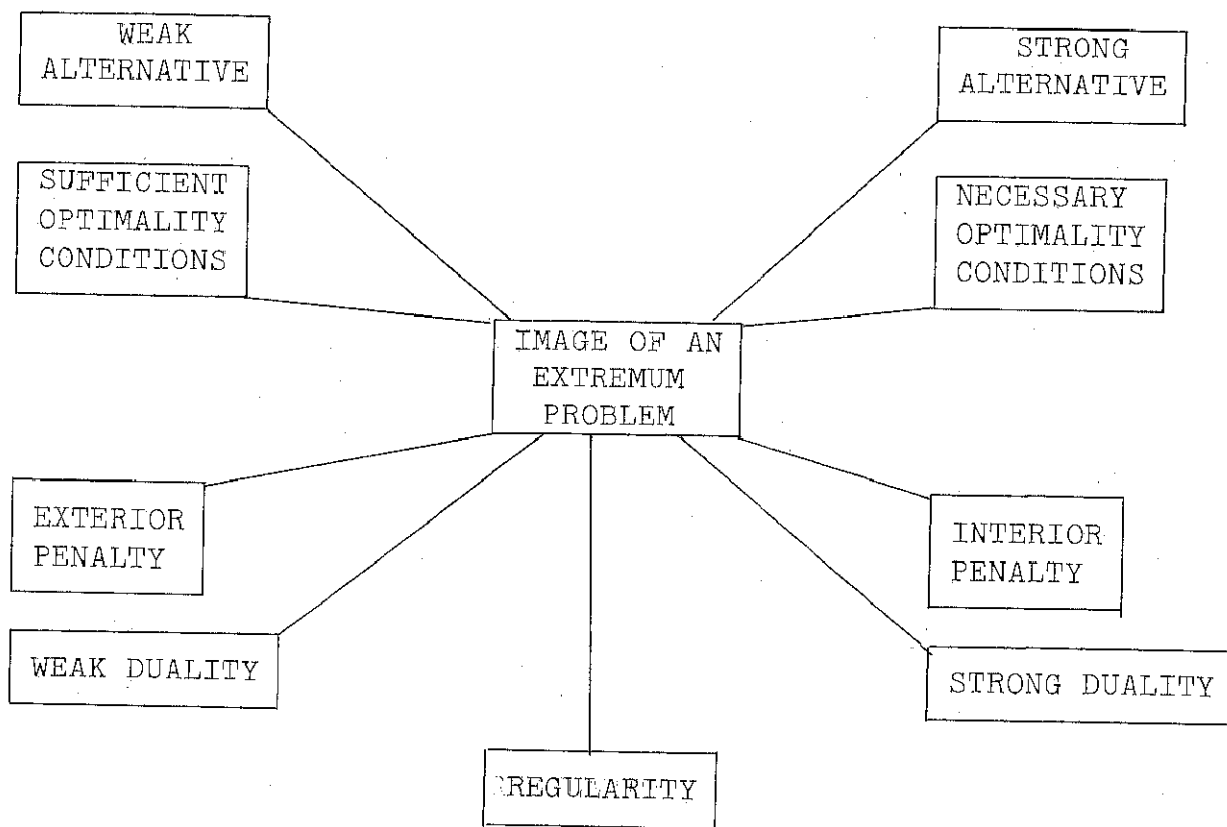 WEAK
ALTERNATIVE
STRONG
ALTERNATIVE
SUFFICIENT
OPTIMALITY
CONDITIONS
NECESSARY
OPTIMALITY
CONDITIONS
IMAGE OF AN
EXTREMUM
PROBLEM
EXTERIOR
PENALTY
INTERIOR
PENALTY
WEAK DUALITY
STRONG DUALITY